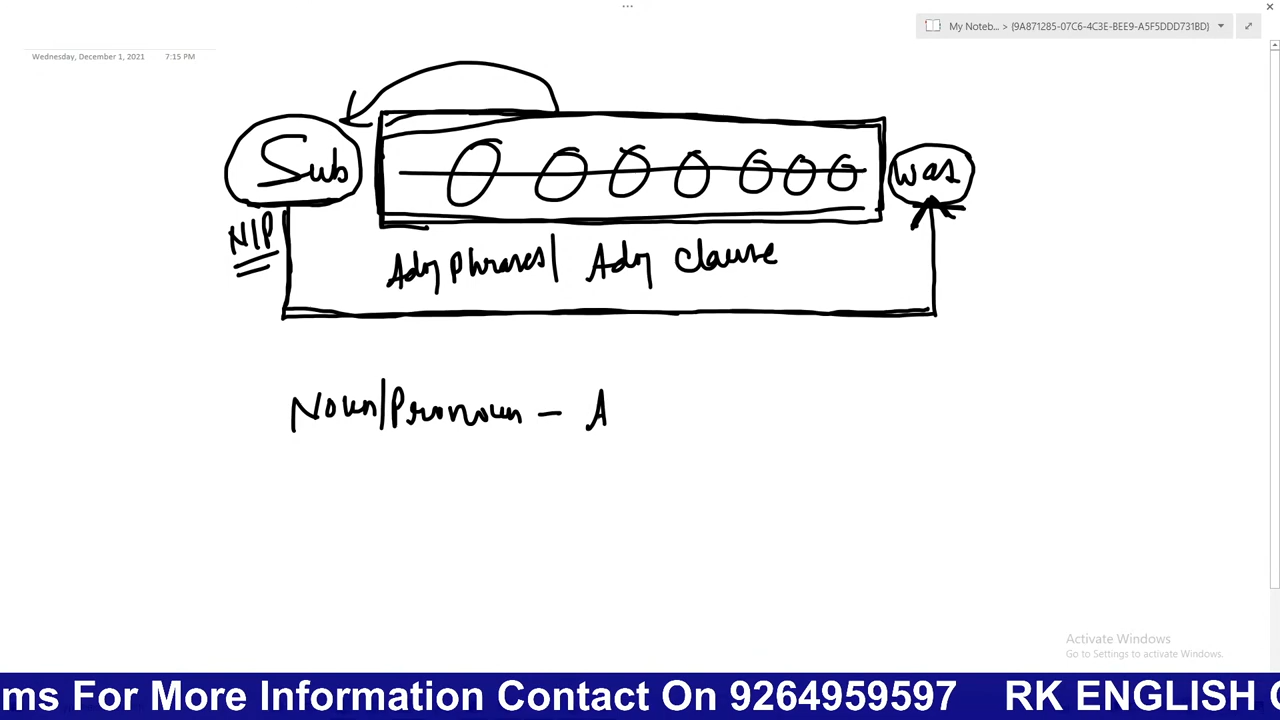 My Noteb... > {9A871285-07C6-4C3E-BEE9-A5F5DDD731BD}
Wednesday, December 1, 2021 7:15 PM
Sub was
N/P
Adj Phrases/ Adj Clause
Noun/Pronoun - A
Activate Windows
Go to Settings to activate Windows.
ms For More Information Contact On 9264959597 RK ENGLISH